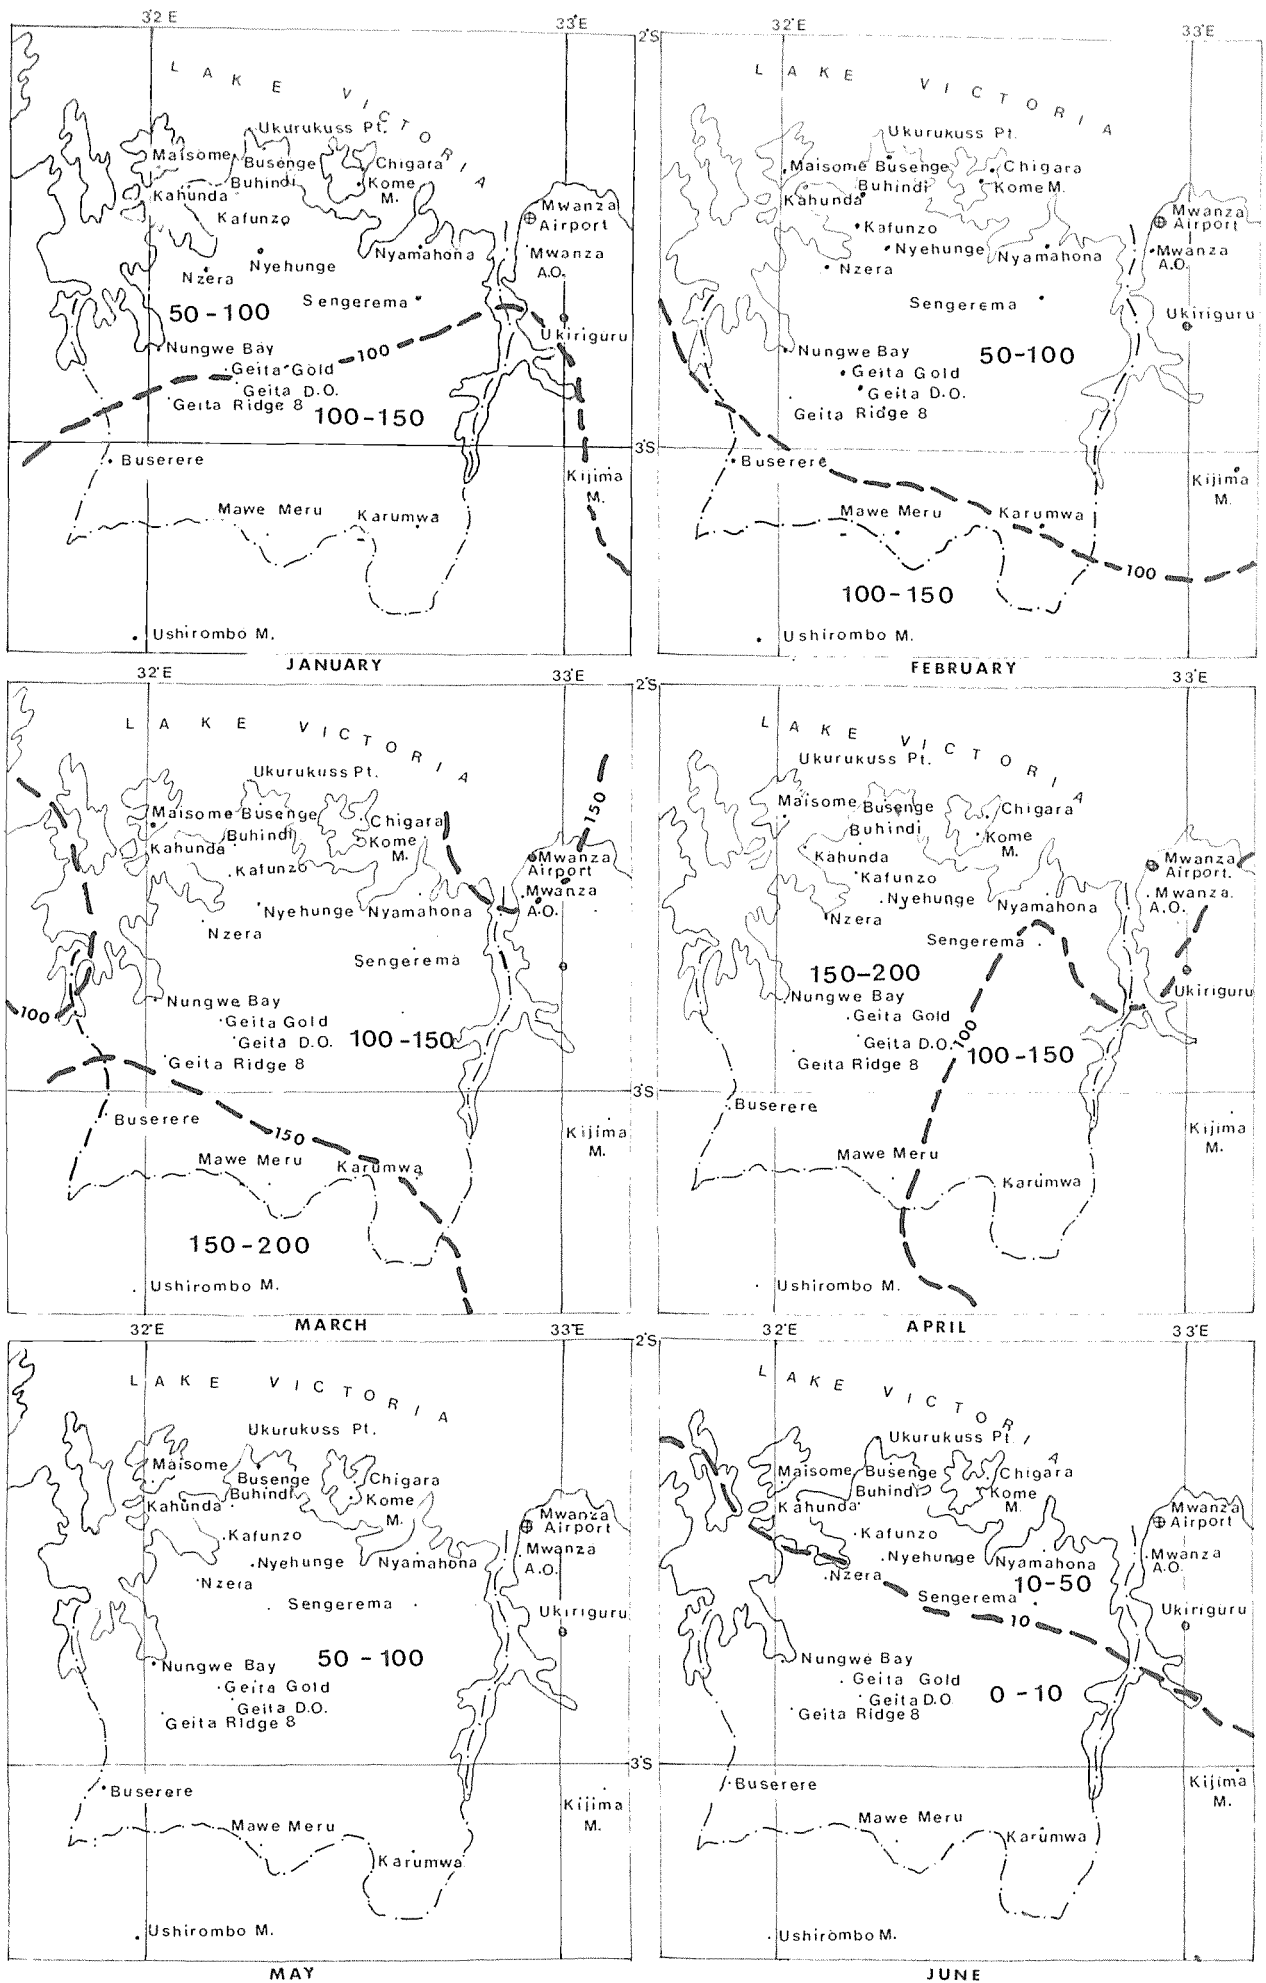 32°E 33°E
2°S
LAKE VICTORIA
Ukurukuss Pt.
Maisome Busenge Chigara
Buhindi Kome M.
Kahunda
Kafunzo
Mwanza Airport
Nyehunge Nyamahona Mwanza A.O.
Nzera
Sengerema
50-100
Ukiriguru
Nungwe Bay 100
Geita Gold
Geita D.O.
Geita Ridge 8 100-150
3°S
Buserere
Kijima M.
Mawe Meru Karumwa
Ushirombo M.
JANUARY
32°E 33°E
LAKE VICTORIA
Ukurukuss Pt.
Maisome Busenge Chigara
Buhindi Kome M.
Kahunda
Kafunzo
Mwanza Airport
Nyehunge Nyamahona Mwanza A.O.
Nzera
Sengerema
Ukiriguru
Nungwe Bay 50-100
Geita Gold
Geita D.O.
Geita Ridge 8
Buserere
Kijima M.
Mawe Meru Karumwa
100
100-150
Ushirombo M.
FEBRUARY
32°E 33°E
2°S
LAKE VICTORIA
Ukurukuss Pt.
150
Maisome Busenge Chigara
Buhindi Kome M.
Kahunda
Mwanza Airport
Kafunzo
Mwanza A.O.
Nyehunge Nyamahona
Nzera
Sengerema
Nungwe Bay
100
Geita Gold
Geita D.O. 100-150
Geita Ridge 8
3°S
Buserere
150
Kijima M.
Mawe Meru Karumwa
150-200
Ushirombo M.
MARCH
33°E
LAKE VICTORIA
Ukurukuss Pt.
Maisome Busenge Chigara
Buhindi Kome M.
Kahunda
Mwanza Airport.
Kafunzo
Nyehunge Nyamahona Mwanza A.O.
Nzera
Sengerema
150-200
Nungwe Bay Ukiriguru
Geita Gold
100
Geita D.O. 100-150
Geita Ridge 8
Buserere
Kijima M.
Mawe Meru
Karumwa
Ushirombo M.
APRIL
32°E 33°E
2°S
LAKE VICTORIA
Ukurukuss Pt.
Maisome Busenge Chigara
Buhindi Kome M.
Kahunda
Mwanza Airport
Kafunzo
Nyehunge Nyamahona Mwanza A.O.
Nzera
Sengerema Ukiriguru
Nungwe Bay 50-100
Geita Gold
Geita D.O.
Geita Ridge 8
3°S
Buserere
Kijima M.
Mawe Meru
Karumwa
Ushirombo M.
MAY
32°E 33°E
LAKE VICTORIA
Ukurukuss Pt.
Maisome Busenge Chigara
Buhindi Kome M.
Kahunda
Mwanza Airport
Kafunzo
Nyehunge Nyamahona Mwanza A.O.
Nzera 10-50
Sengerema
10
Ukiriguru
Nungwe Bay
Geita Gold
Geita D.O. 0-10
Geita Ridge 8
Buserere
Kijima M.
Mawe Meru
Karumwa
Ushirombo M.
JUNE